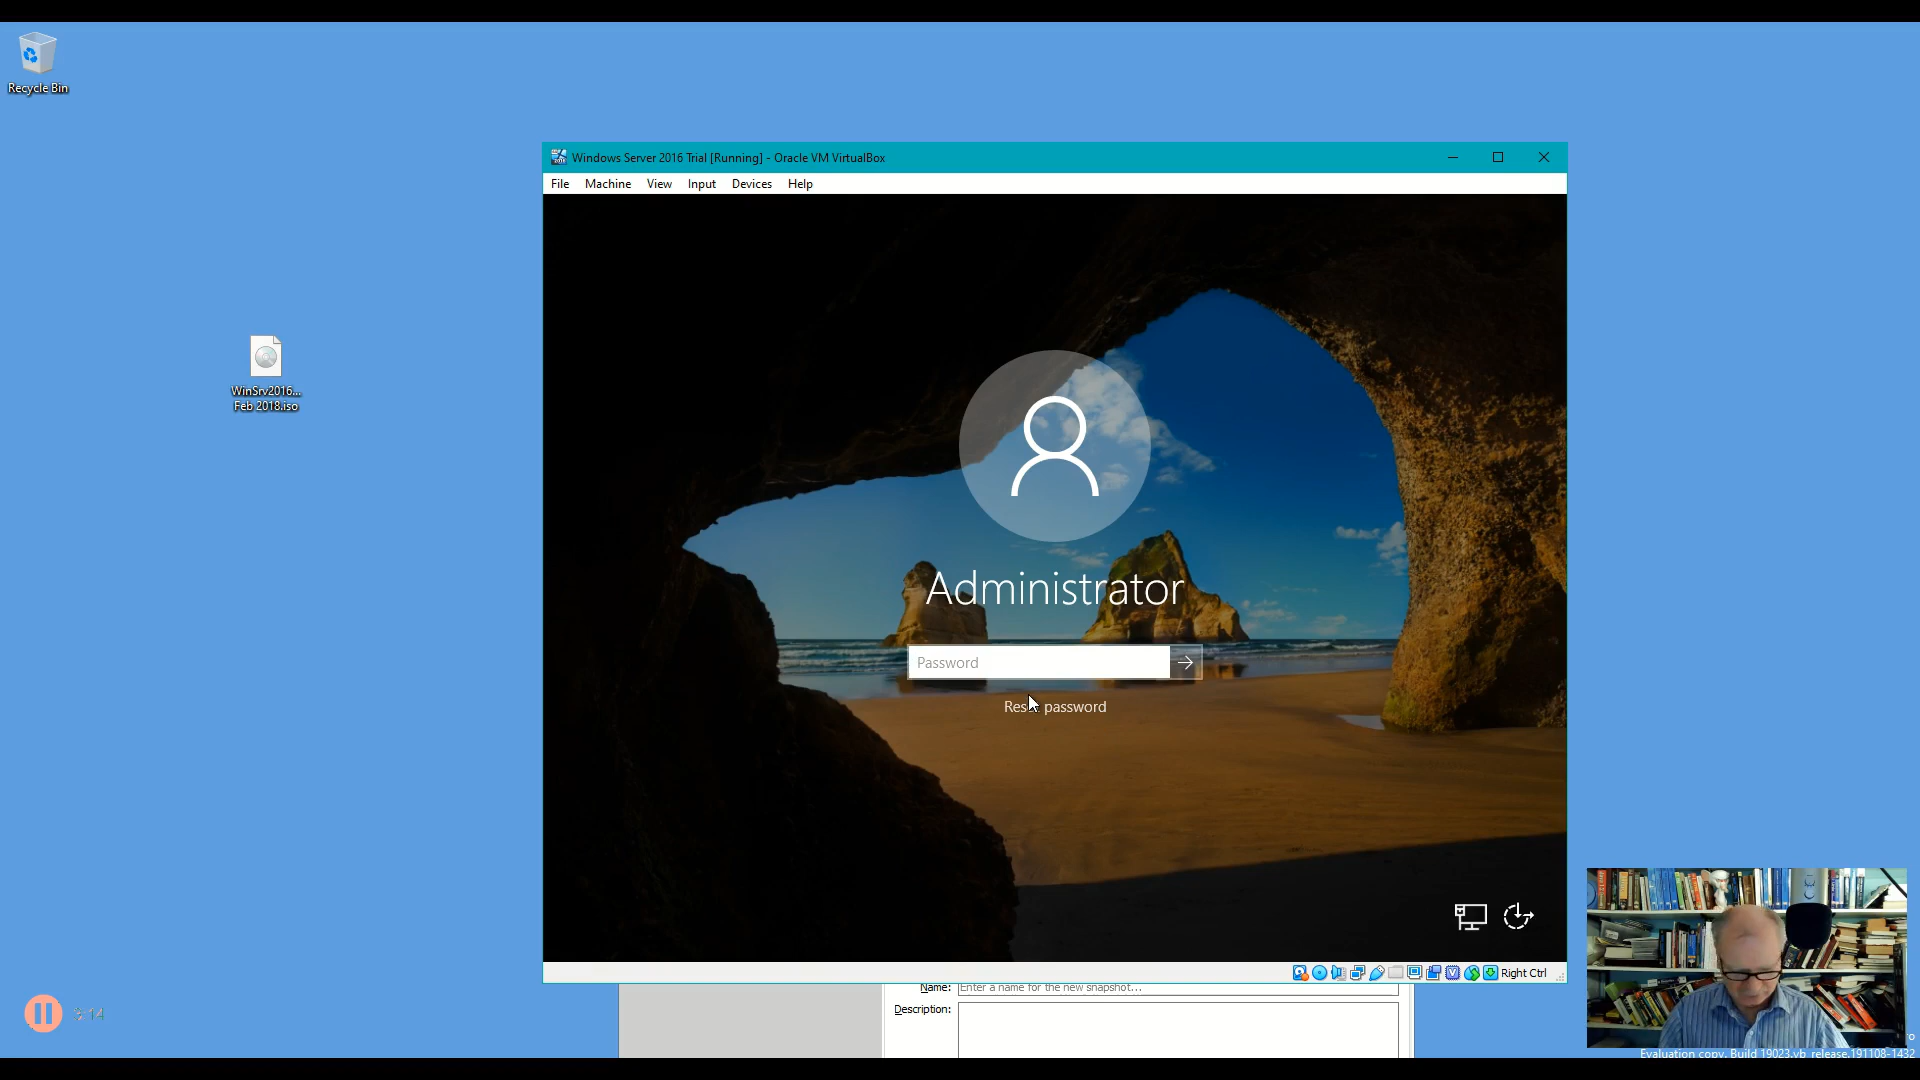 Recycle Bin
WinSrv2016...
Feb 2018.iso
Windows Server 2016 Trial [Running] - Oracle VM VirtualBox
File Machine View Input Devices Help
Administrator
Password
password
Right Ctrl
Name: Enter a name for the new snapshot...
Description:
9:14
Evaluation copy. Build 19023.vb_release.191108-1432